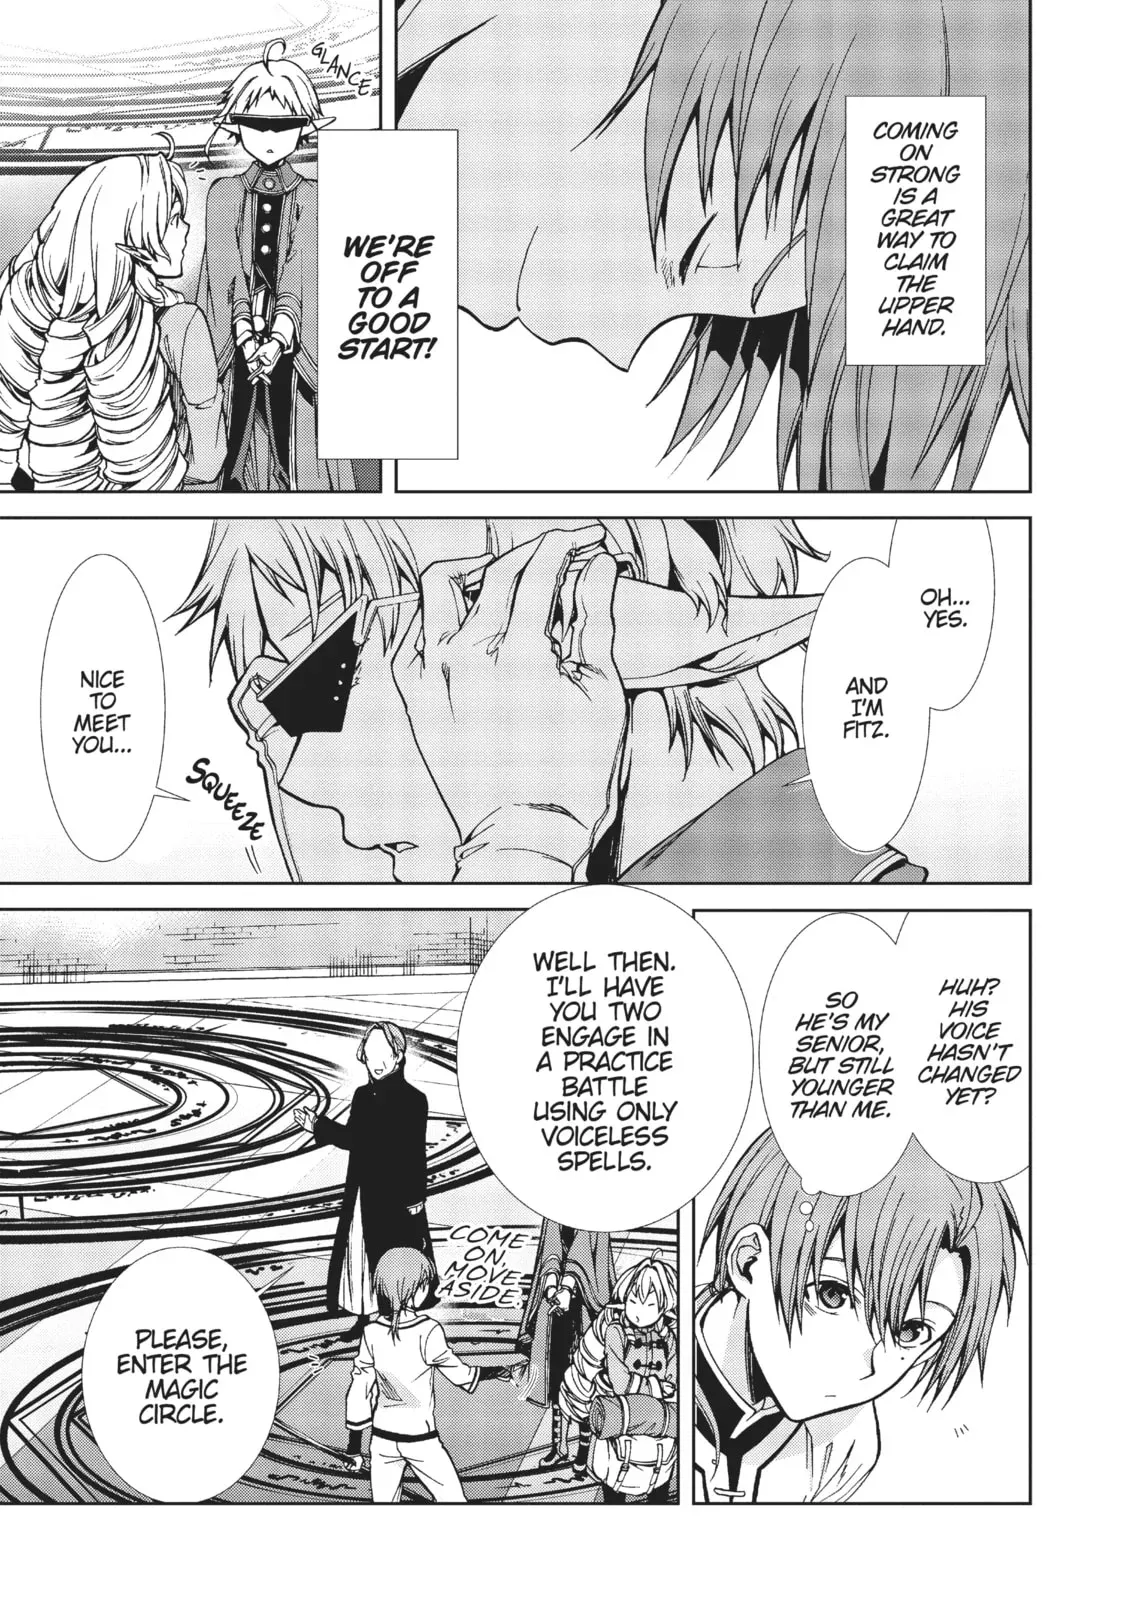 COMING
ON
STRONG
IS A
GREAT
WAY TO
CLAIM
THE
UPPER
HAND.
GLANCE
WE'RE
OFF
TO A
GOOD
START!
OH...
YES.
AND
I'M
FITZ.
NICE
TO
MEET
YOU...
SQUEEZE
HUH?
HIS
VOICE
HASN'T
CHANGED
YET?
SO
HE'S MY
SENIOR,
BUT STILL
YOUNGER
THAN ME.
WELL THEN.
I'LL HAVE
YOU TWO
ENGAGE IN
A PRACTICE
BATTLE
USING ONLY
VOICELESS
SPELLS.
COME
ON,
MOVE
ASIDE.
PLEASE,
ENTER THE
MAGIC
CIRCLE.